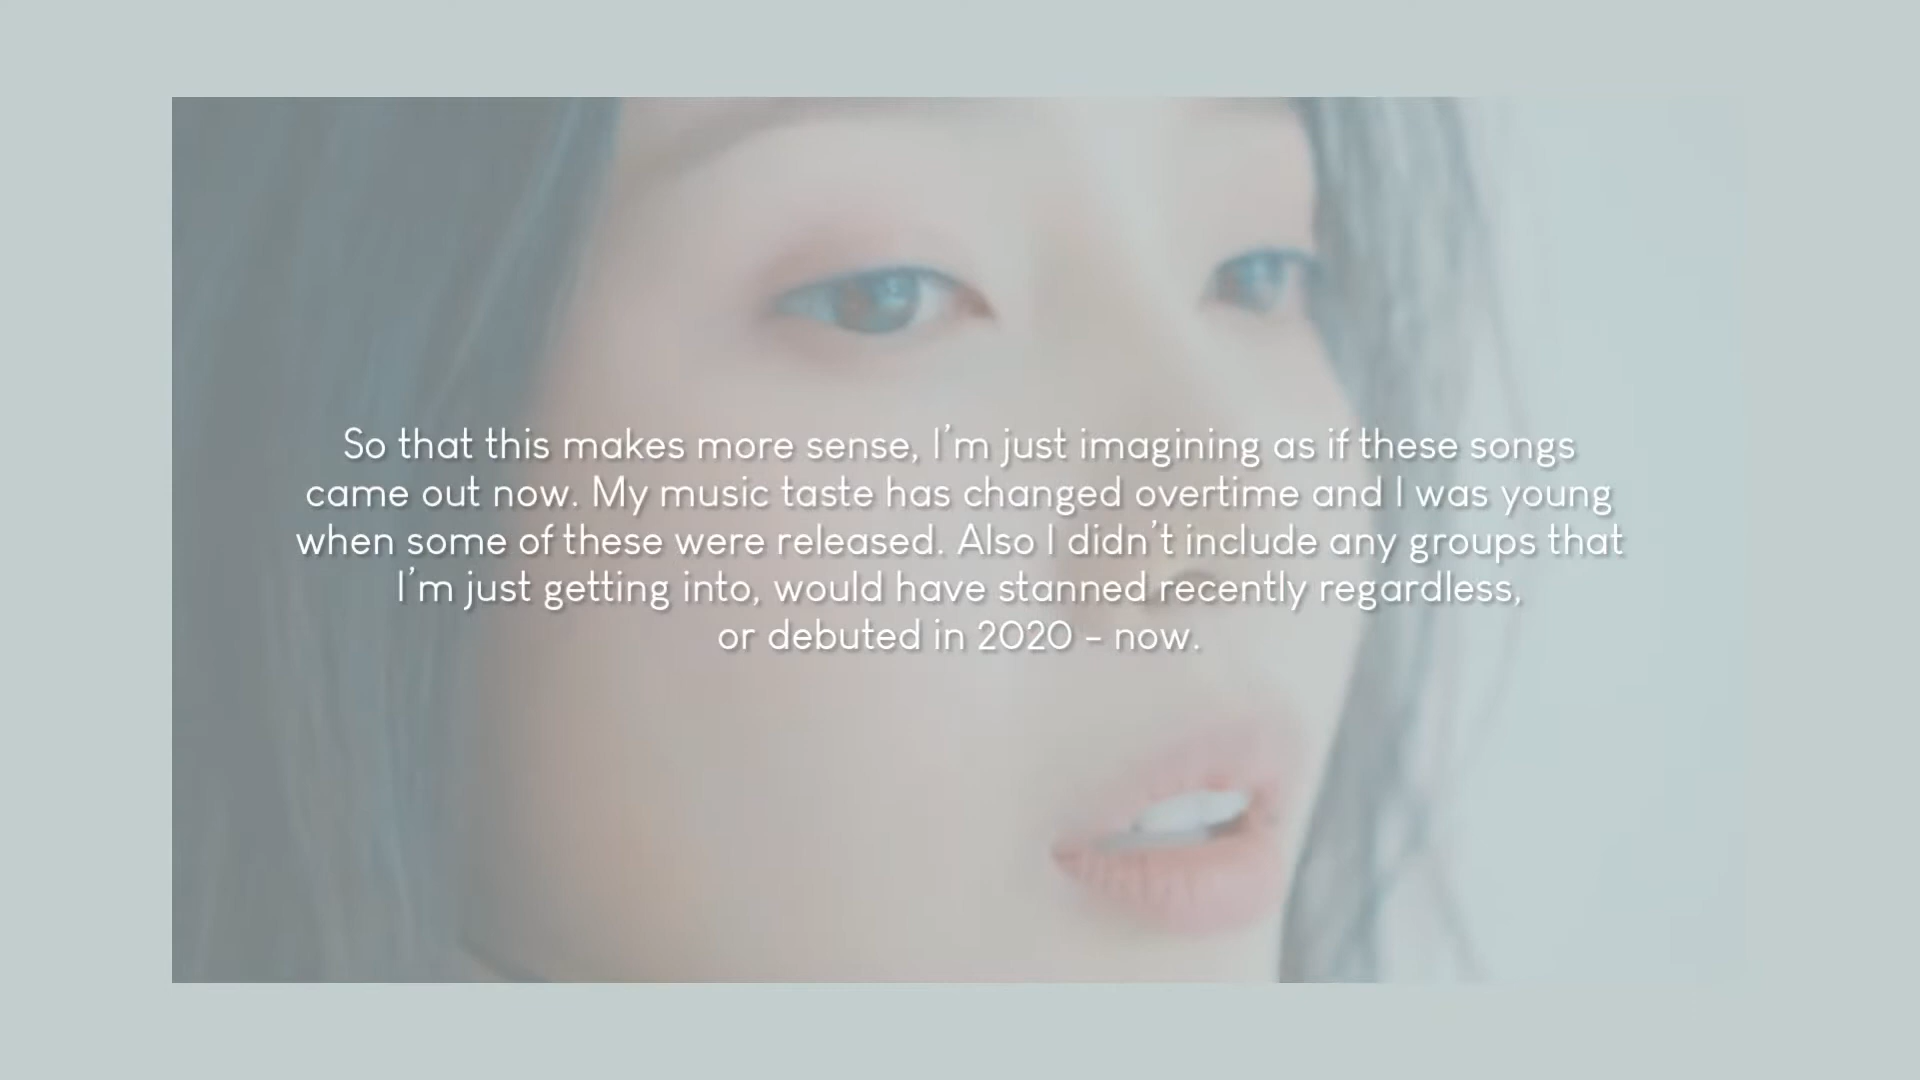 So that this makes more sense, I'm just imagining as if these songs
came out now. My music taste has changed overtime and I was young
when some of these were released. Also I didn't include any groups that
I'm just getting into, would have stanned recently regardless,
or debuted in 2020 - now.